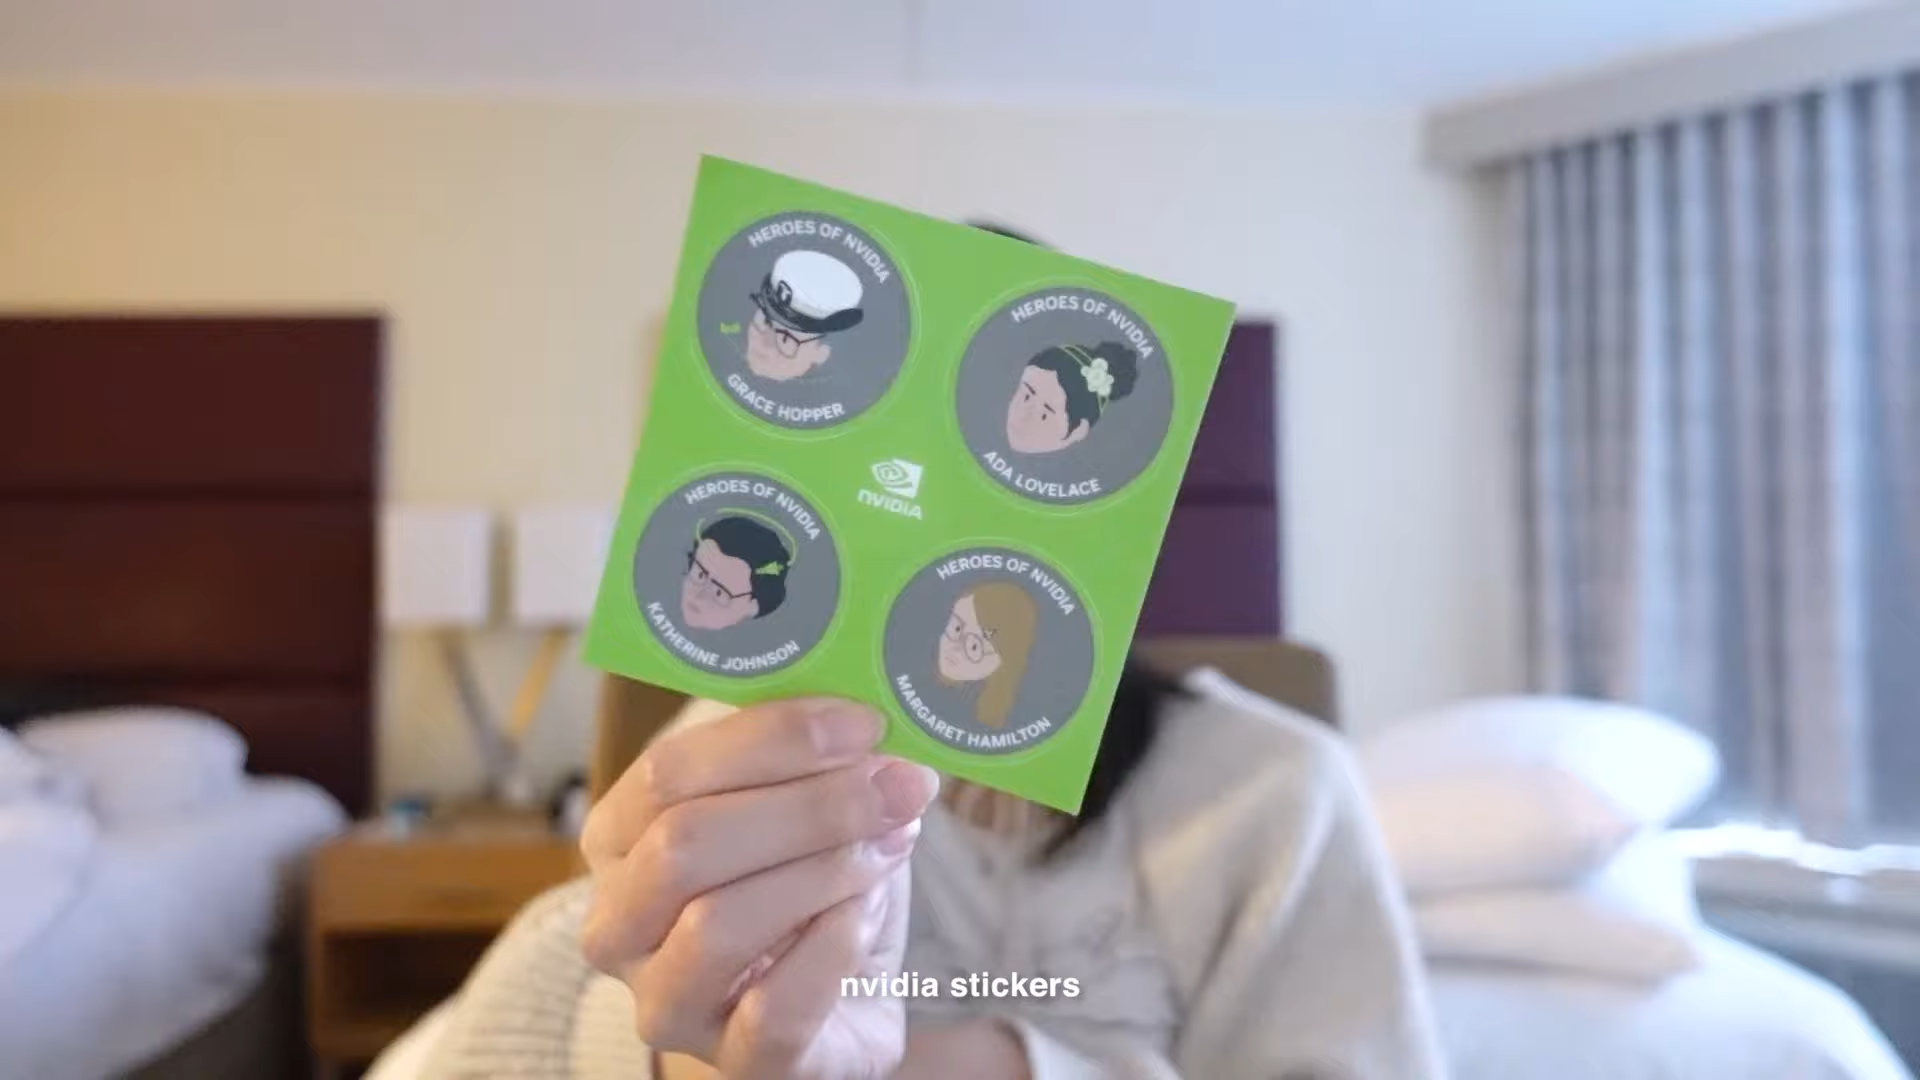 HEROES OF NVIDIA
GRACE HOPPER
HEROES OF NVIDIA
ADA LOVELACE
nVIDIA
HEROES OF NVIDIA
KATHERINE JOHNSON
HEROES OF NVIDIA
MARGARET HAMILTON
nvidia stickers